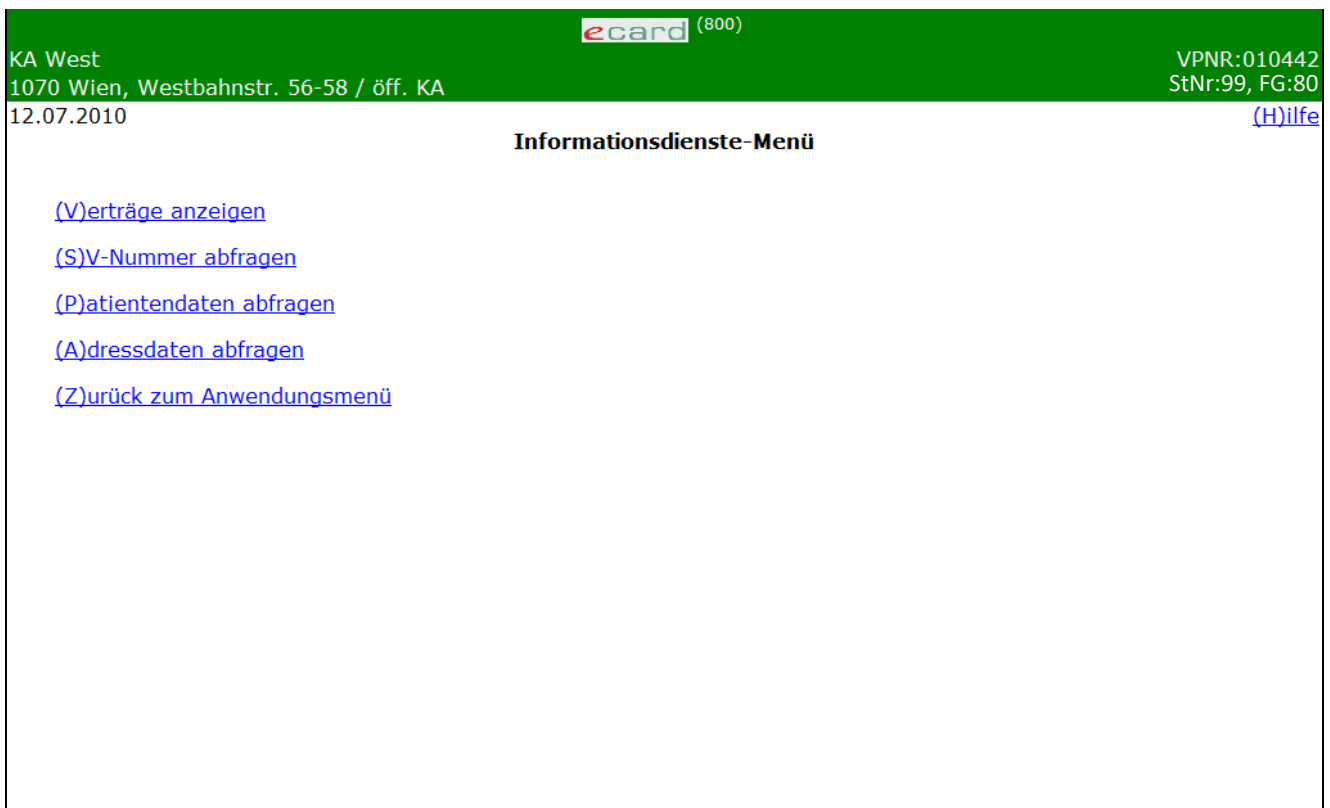 ecard (800)
KA West VPNR:010442
1070 Wien, Westbahnstr. 56-58 / öff. KA StNr:99, FG:80
12.07.2010 (H)ilfe
Informationsdienste-Menü
(V)erträge anzeigen
(S)V-Nummer abfragen
(P)atientendaten abfragen
(A)dressdaten abfragen
(Z)urück zum Anwendungsmenü